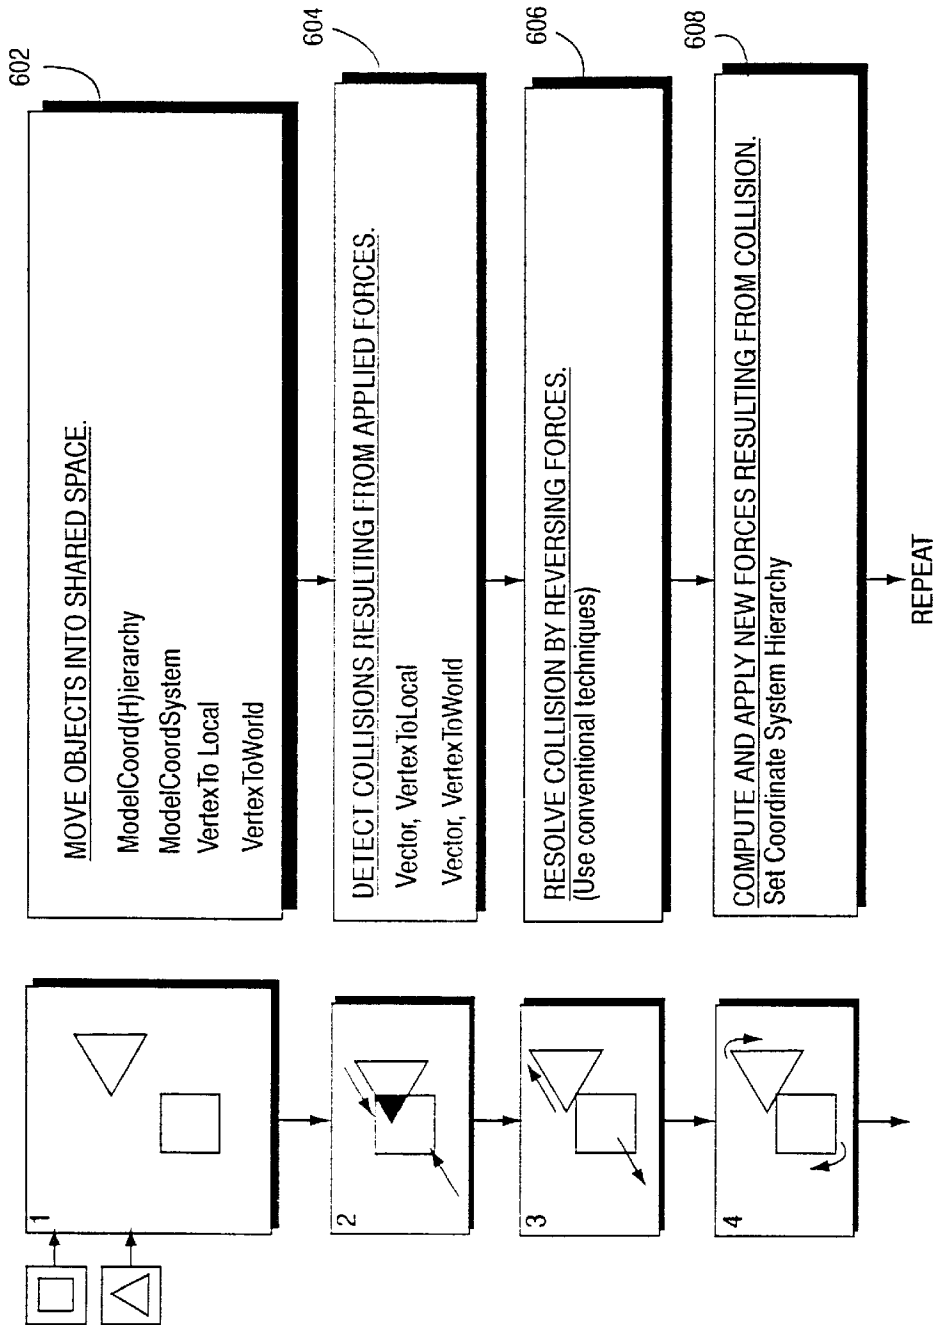 602
MOVE OBJECTS INTO SHARED SPACE.
ModelCoord(H)ierarchy
ModelCoordSystem
VertexTo Local
VertexToWorld
604
DETECT COLLISIONS RESULTING FROM APPLIED FORCES.
Vector, VertexToLocal
Vector, VertexToWorld
606
RESOLVE COLLISION BY REVERSING FORCES.
(Use conventional techniques)
608
COMPUTE AND APPLY NEW FORCES RESULTING FROM COLLISION.
Set Coordinate System Hierarchy
REPEAT
1
2
3
4